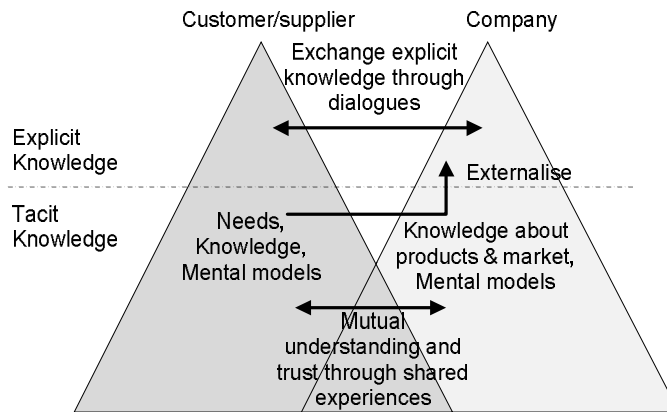 Customer/supplier
Company
Exchange explicit
knowledge through
dialogues
Explicit
Knowledge
Externalise
Tacit
Knowledge
Needs,
Knowledge,
Mental models
Knowledge about
products & market,
Mental models
Mutual
understanding and
trust through shared
experiences